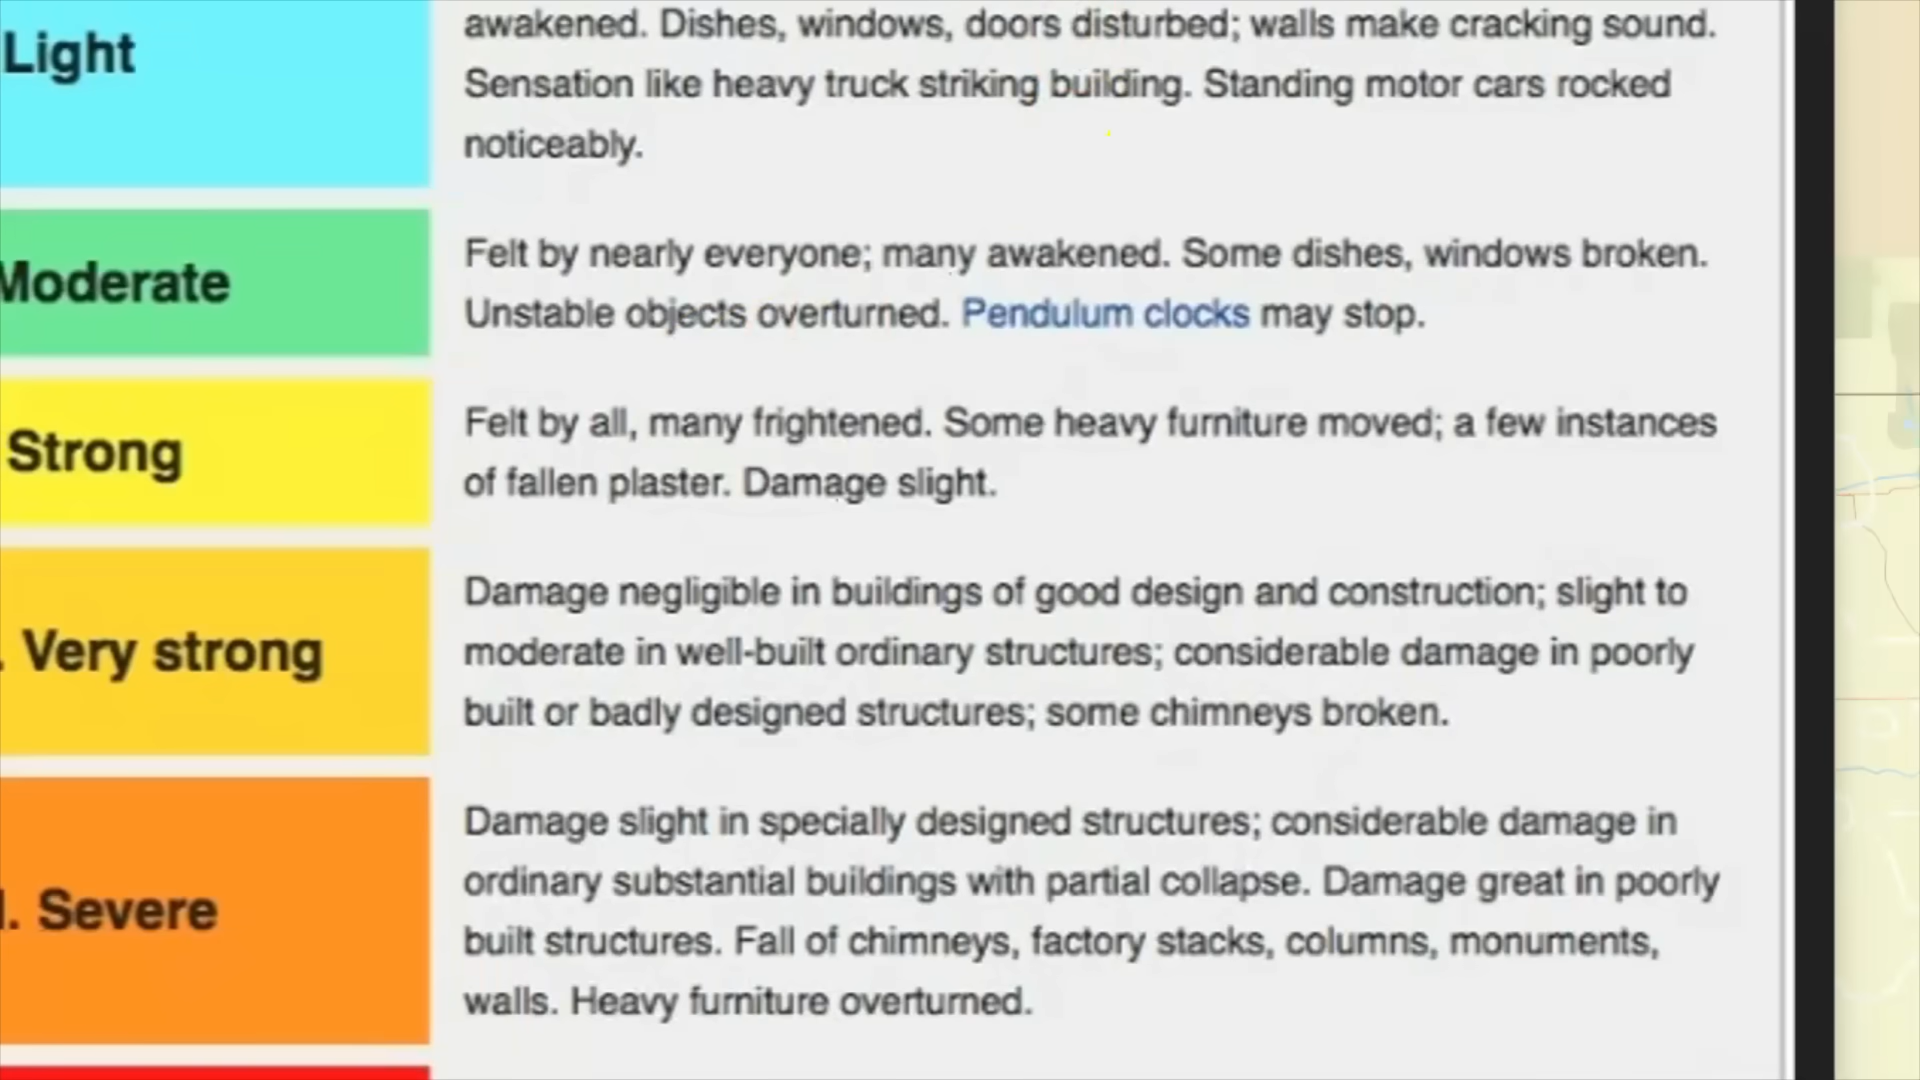 Light
awakened. Dishes, windows, doors disturbed; walls make cracking sound.
Sensation like heavy truck striking building. Standing motor cars rocked
noticeably.
Moderate
Felt by nearly everyone; many awakened. Some dishes, windows broken.
Unstable objects overturned. Pendulum clocks may stop.
Strong
Felt by all, many frightened. Some heavy furniture moved; a few instances
of fallen plaster. Damage slight.
. Very strong
Damage negligible in buildings of good design and construction; slight to
moderate in well-built ordinary structures; considerable damage in poorly
built or badly designed structures; some chimneys broken.
I. Severe
Damage slight in specially designed structures; considerable damage in
ordinary substantial buildings with partial collapse. Damage great in poorly
built structures. Fall of chimneys, factory stacks, columns, monuments,
walls. Heavy furniture overturned.